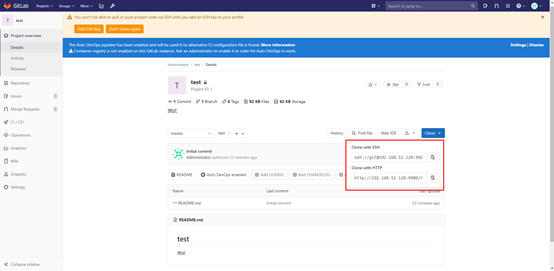 GitLab
Projects
Groups
More
Search or jump to...
You won't be able to pull or push project code via SSH until you add an SSH key to your profile
Add SSH key
Don't show again
test
Project overview
Details
Activity
Releases
Repository
Issues
0
Merge Requests
0
CI / CD
Operations
Analytics
Wiki
Snippets
Settings
Collapse sidebar
The Auto DevOps pipeline has been enabled and will be used if no alternative CI configuration file is found. More information
Container registry is not enabled on this GitLab instance. Ask an administrator to enable it in order for Auto DevOps to work.
Settings | Dismiss
Administrator > test > Details
T
test
Project ID: 1
Star
0
Fork
0
1 Commit
1 Branch
0 Tags
92 KB Files
92 KB Storage
master
test /
+
History
Find file
Web IDE
Clone
Initial commit
Administrator authored 23 minutes ago
Clone with SSH
ssh://git@192.168.52.128:902
Clone with HTTP
http://192.168.52.128:9980/r
README
Auto DevOps enabled
Add LICENSE
Add CHANGELOG
Name
Last commit
Last update
README.md
Initial commit
23 minutes ago
README.md
test